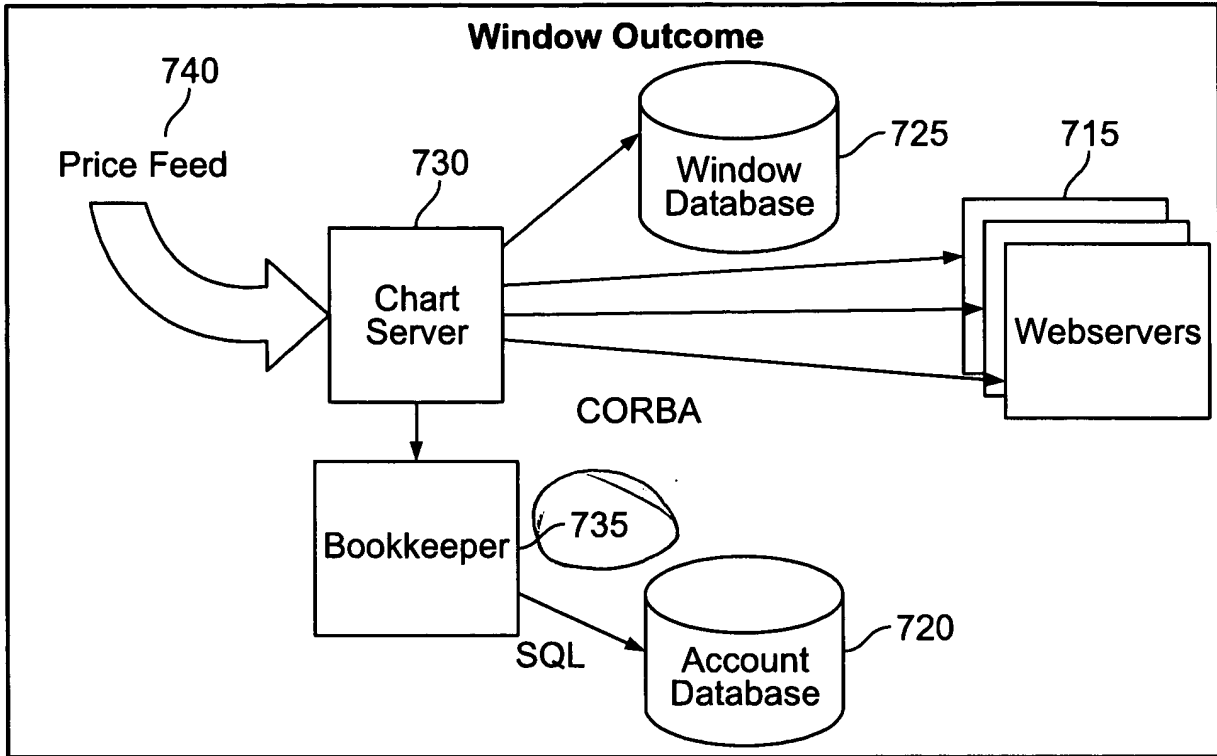 Window Outcome
740
Price Feed
730
Chart
Server
Window
Database
725
715
Webservers
CORBA
Bookkeeper
735
SQL
Account
Database
720